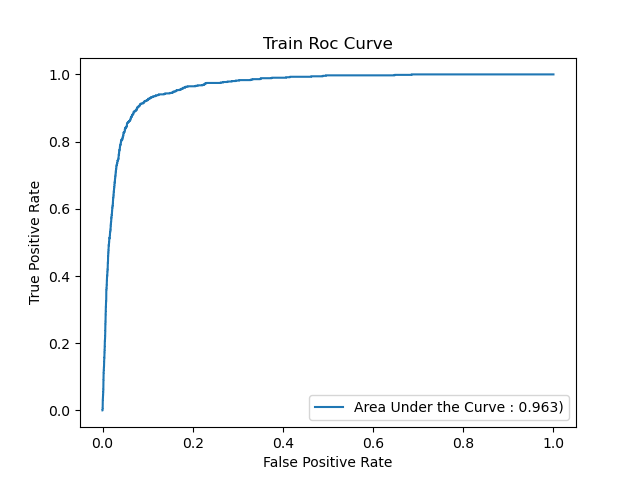 Train Roc Curve
True Positive Rate
1.0
0.8
0.6
0.4
0.2
0.0
0.0 0.2 0.4 0.6 0.8 1.0
False Positive Rate
Area Under the Curve : 0.963)